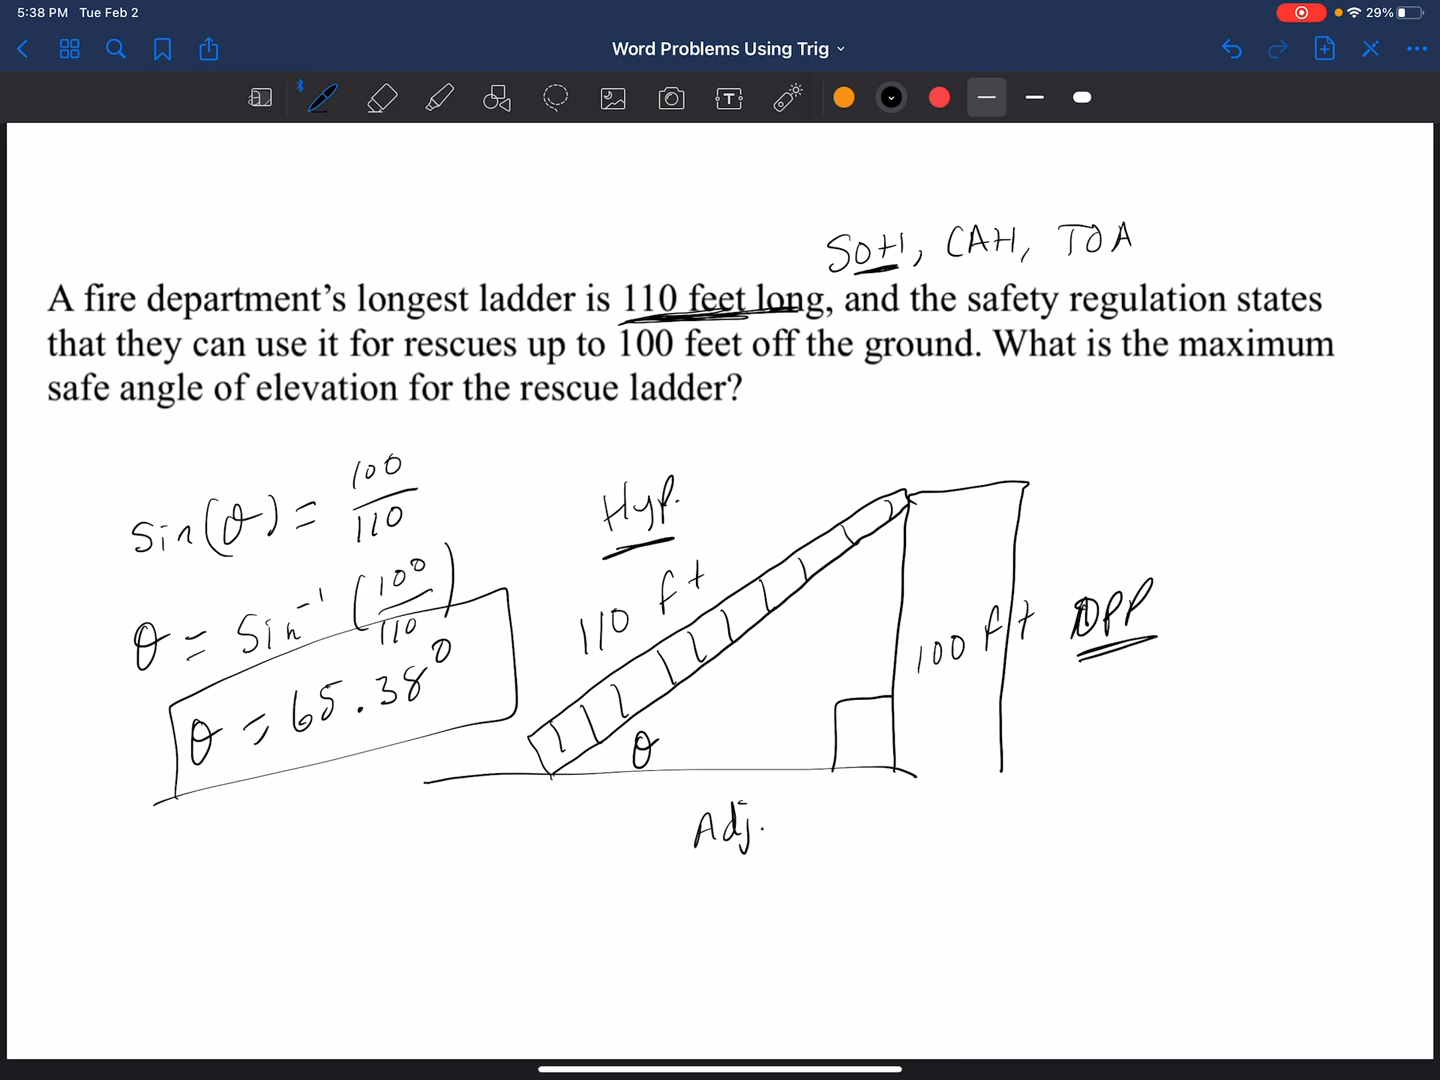 5:38 PM Tue Feb 2
29%
Word Problems Using Trig
T
SOH, CAH, TOA
A fire department’s longest ladder is 110 feet long, and the safety regulation states
that they can use it for rescues up to 100 feet off the ground. What is the maximum
safe angle of elevation for the rescue ladder?
sin(θ) = 100/110
θ = sin⁻¹(100/110)
θ = 65.38°
Hyp.
110 ft
100 ft OPP
θ
Adj.